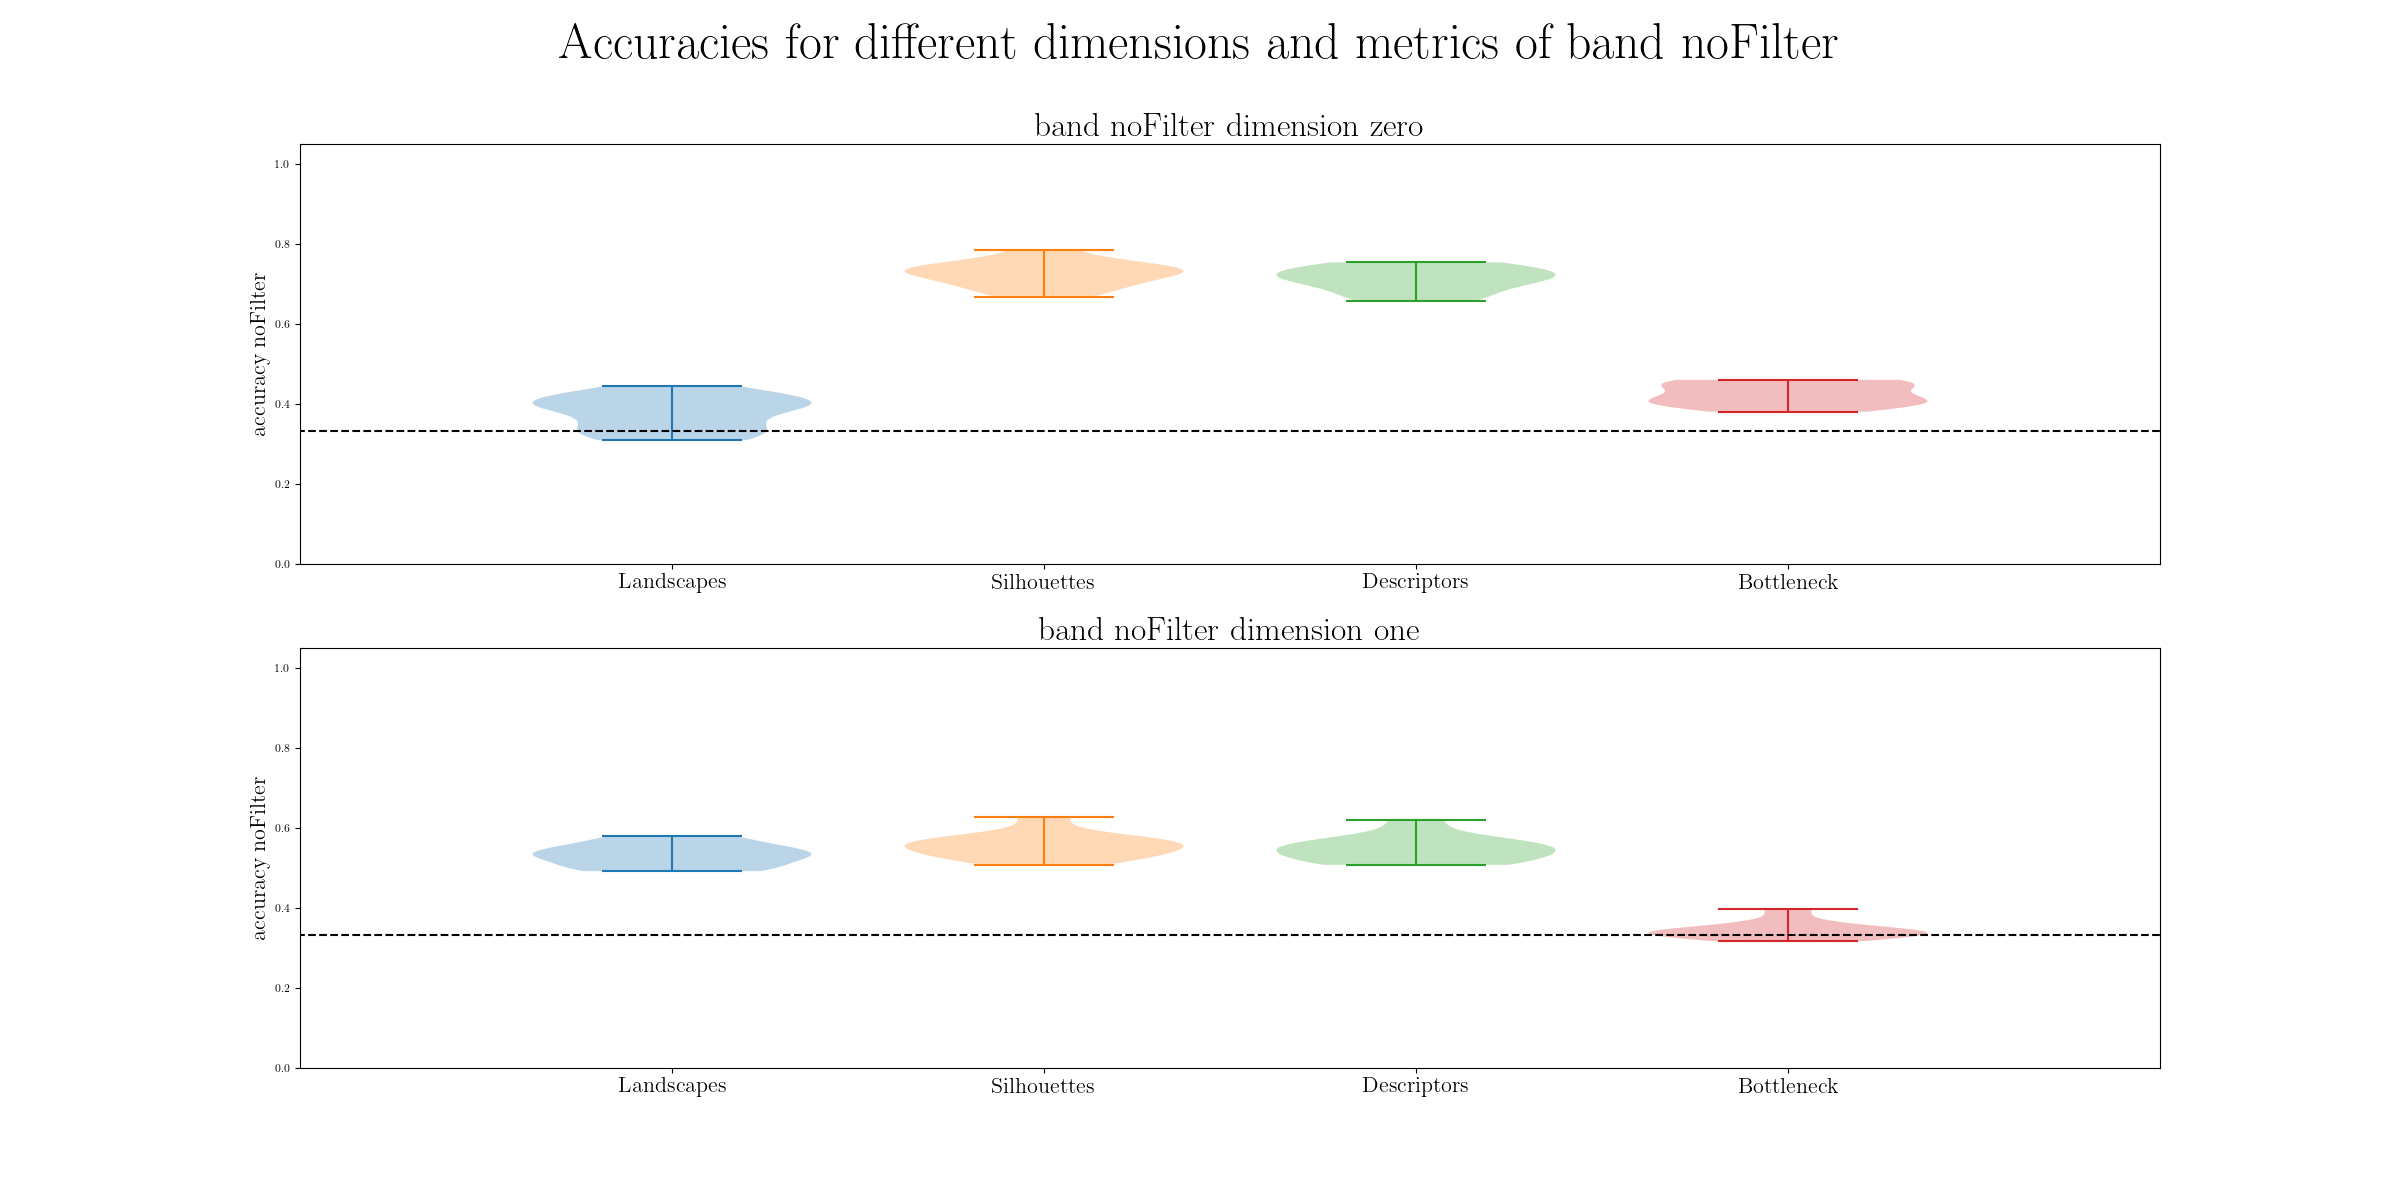 Accuracies for different dimensions and metrics of band noFilter
band noFilter dimension zero
accuracy noFilter
1.0
0.8
0.6
0.4
0.2
0.0
Landscapes Silhouettes Descriptors Bottleneck
band noFilter dimension one
accuracy noFilter
1.0
0.8
0.6
0.4
0.2
0.0
Landscapes Silhouettes Descriptors Bottleneck